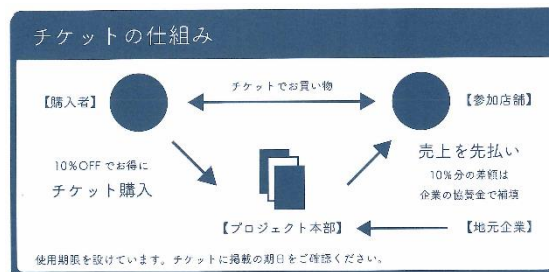 チケットの仕組み
チケットでお買い物
【購入者】
【参加店舗】
10%OFFでお得に
チケット購入
売上を先払い
10%分の差額は
企業の協賛金で補填
【プロジェクト本部】
【地元企業】
使用期限を設けています。チケットに掲載の期日をご確認ください。